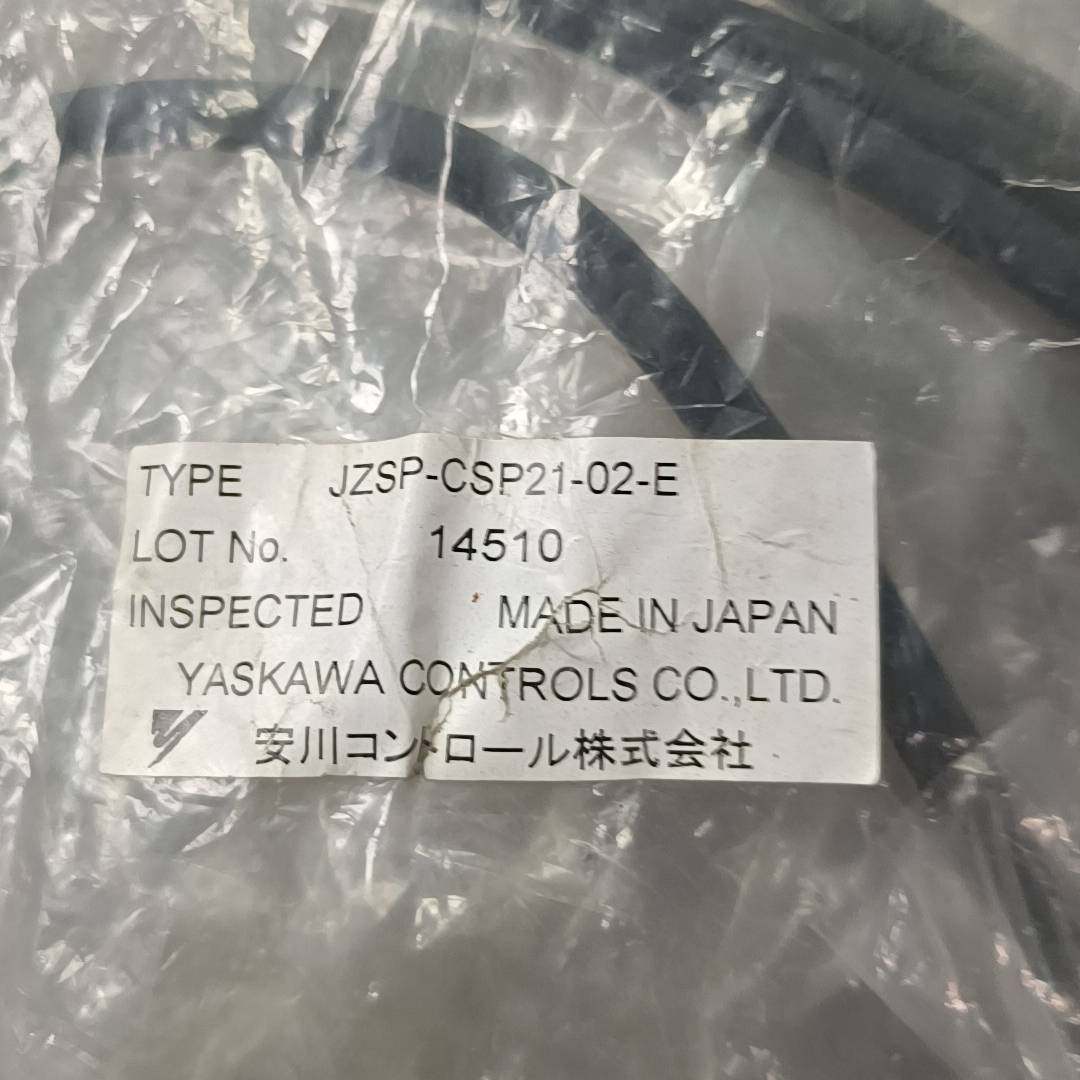 TYPE JZSP-CSP21-02-E
LOT No. 14510
INSPECTED MADE IN JAPAN
YASKAWA CONTROLS CO.,LTD.
安川コントロール株式会社